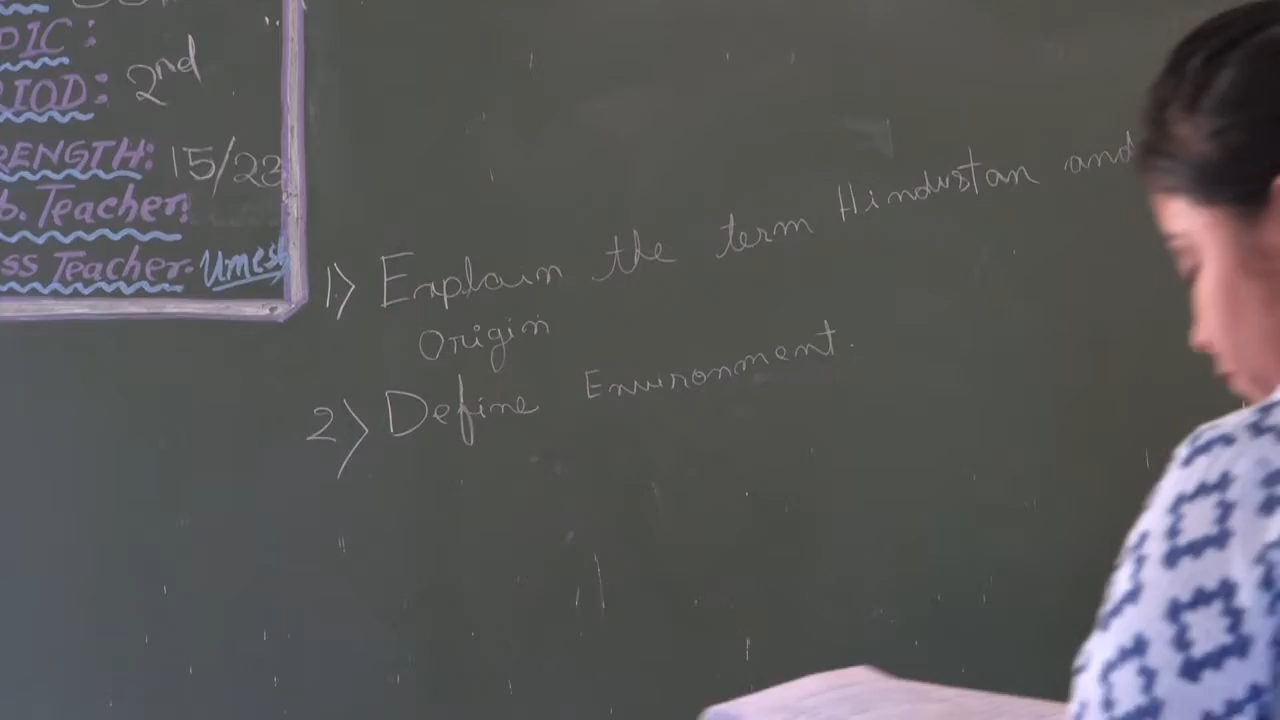 PIC:
RIOD: 2nd
RENGTH: 15/23
b. Teacher:
ss Teacher. Umesh
1) Explain the term Hindustan and
Origin
2) Define Environment.